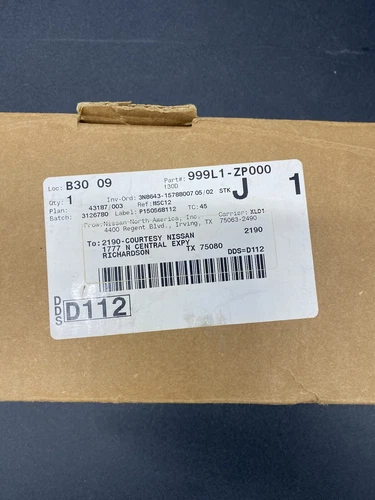 Loc: B30 09 Part#: 999L1-ZP000
130D
Qty: 1 Inv-Ord: 3N8643-15788007 05/02 STK J 1
Plan: 43187/003 Ref: MSC12
Batch: 3126780 Label: P150568112 TC: 45
From: Nissan North America, Inc. Carrier: XLD1
4400 Regent Blvd., Irving, TX 75063-2490
To: 2190-COURTESY NISSAN 2190
1777 N CENTRAL EXPY
RICHARDSON TX 75080 DDS=D112
DDS D112